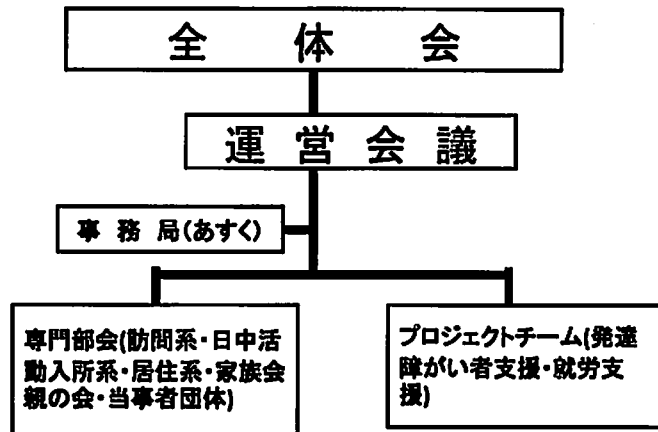 全体会
運営会議
事務局(あすく)
専門部会(訪問系・日中活
動入所系・居住系・家族会
親の会・当事者団体)
プロジェクトチーム(発達
障がい者支援・就労支
援)